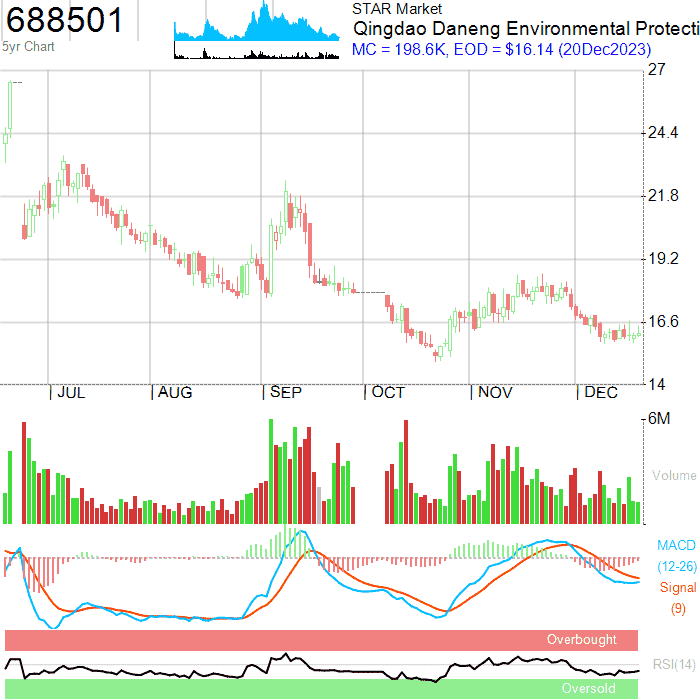 688501
5yr Chart
STAR Market
Qingdao Daneng Environmental Protecti
MC = 198.6K, EOD = $16.14 (20Dec2023)
27
24.4
21.8
19.2
16.6
14
JUL AUG SEP OCT NOV DEC
6M
Volume
MACD
(12-26)
Signal
(9)
Overbought
RSI(14)
Oversold